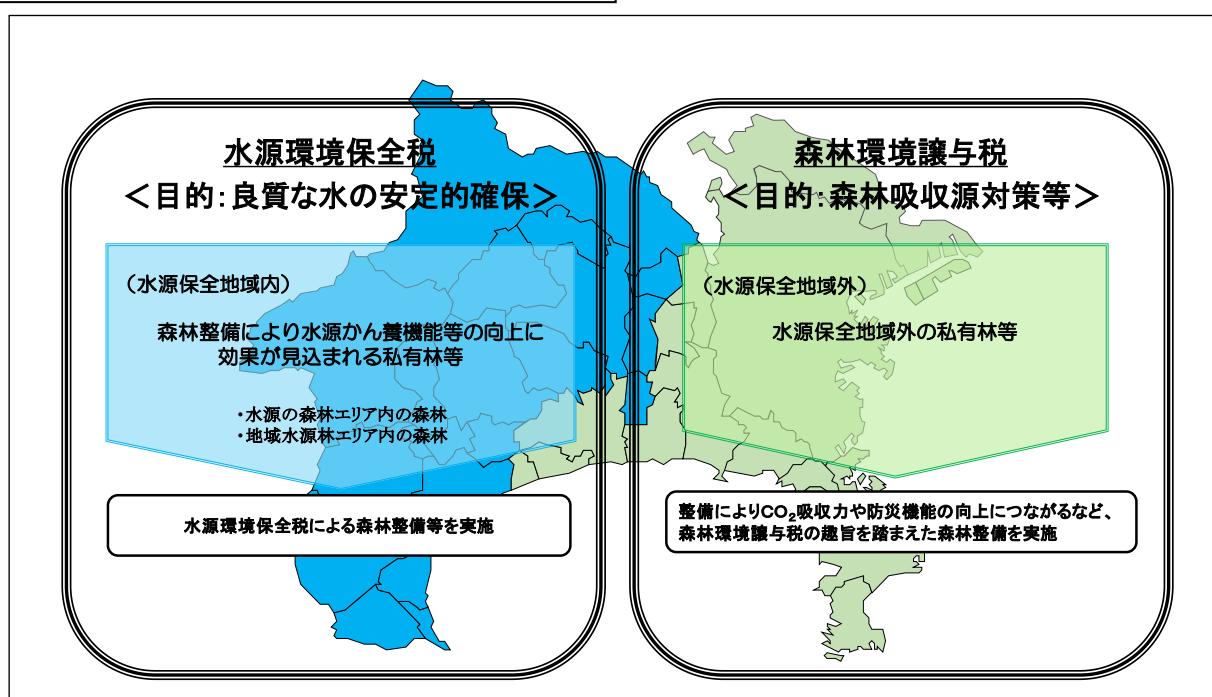 水源環境保全税
＜目的：良質な水の安定的確保＞
（水源保全地域内）
森林整備により水源かん養機能等の向上に
効果が見込まれる私有林等
・水源の森林エリア内の森林
・地域水源林エリア内の森林
水源環境保全税による森林整備等を実施
森林環境譲与税
＜目的：森林吸収源対策等＞
（水源保全地域外）
水源保全地域外の私有林等
整備によりCO₂吸収力や防災機能の向上につながるなど、
森林環境譲与税の趣旨を踏まえた森林整備を実施